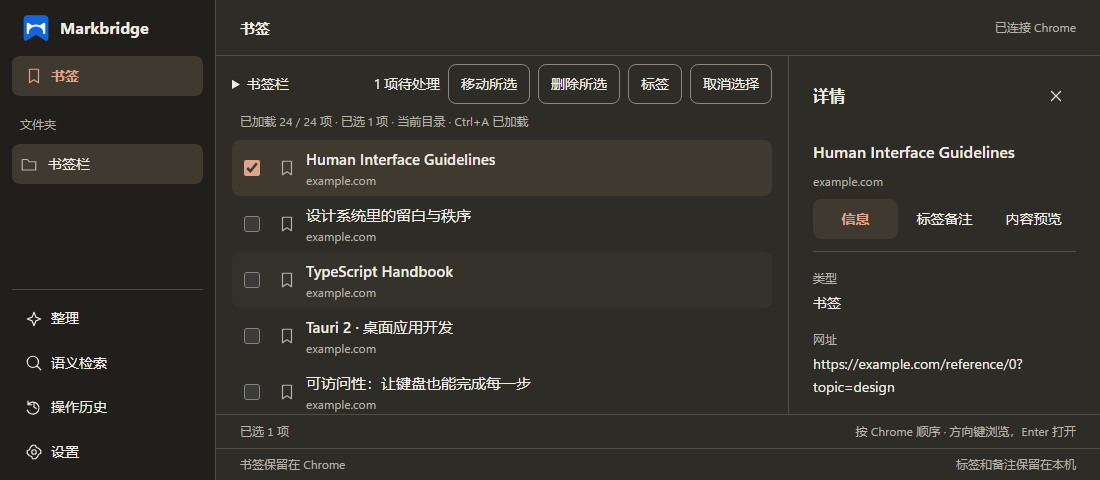 Markbridge
书签
文件夹
书签栏
整理
语义检索
操作历史
设置
书签
已连接 Chrome
书签栏
1 项待处理
移动所选
删除所选
标签
取消选择
已加载 24 / 24 项 · 已选 1 项 · 当前目录 · Ctrl+A 已加载
Human Interface Guidelines
example.com
设计系统里的留白与秩序
example.com
TypeScript Handbook
example.com
Tauri 2 · 桌面应用开发
example.com
可访问性：让键盘也能完成每一步
example.com
详情
Human Interface Guidelines
example.com
信息
标签备注
内容预览
类型
书签
网址
https://example.com/reference/0?
topic=design
已选 1 项
按 Chrome 顺序 · 方向键浏览，Enter 打开
书签保留在 Chrome
标签和备注保留在本机